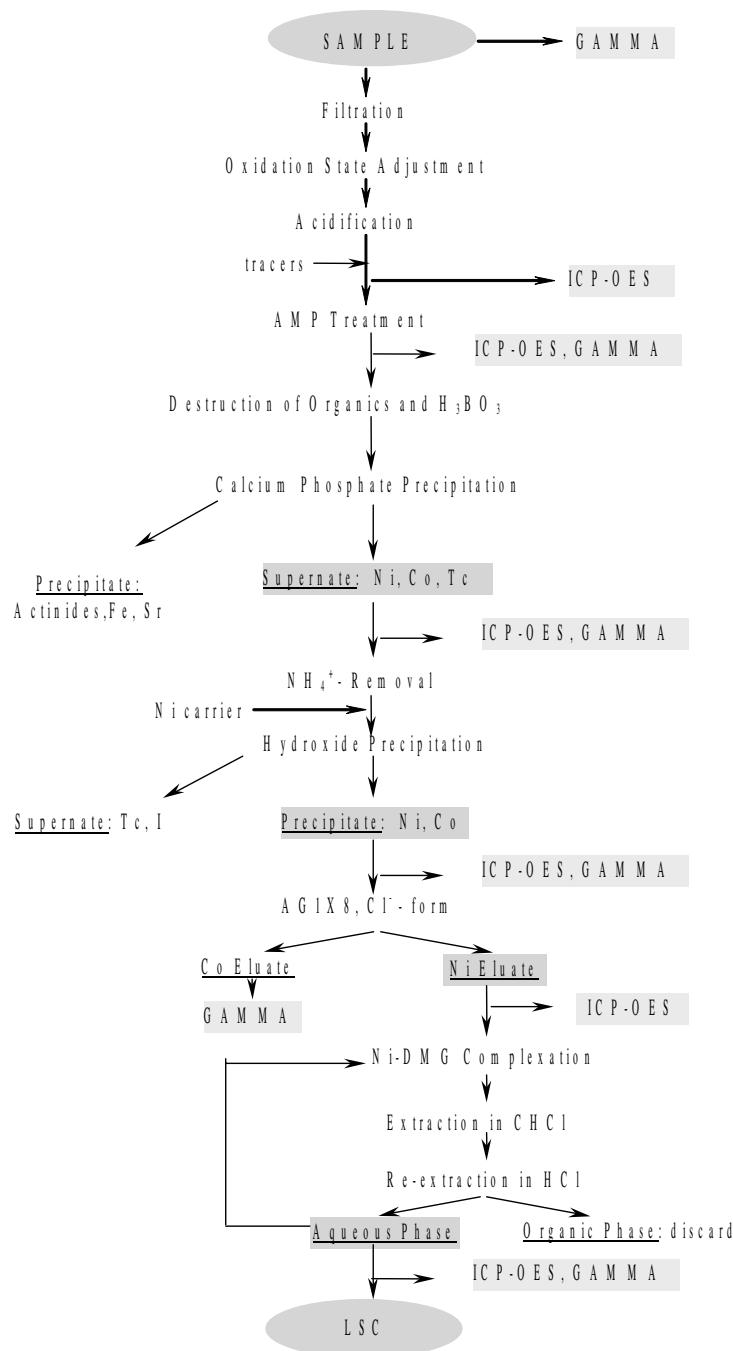 SAMPLE
GAMMA
Filtration
Oxidation State Adjustment
Acidification
tracers
ICP-OES
AMP Treatment
ICP-OES, GAMMA
Destruction of Organics and H₃BO₃
Calcium Phosphate Precipitation
Precipitate:
Actinides,Fe, Sr
Supernate: Ni, Co, Tc
ICP-OES, GAMMA
NH₄⁺- Removal
Ni carrier
Hydroxide Precipitation
Supernate: Tc, I
Precipitate: Ni, Co
ICP-OES, GAMMA
AG1X8, Cl⁻- form
Co Eluate
Ni Eluate
GAMMA
ICP-OES
Ni-DMG Complexation
Extraction in CHCl
Re-extraction in HCl
Aqueous Phase
Organic Phase: discard
ICP-OES, GAMMA
LSC